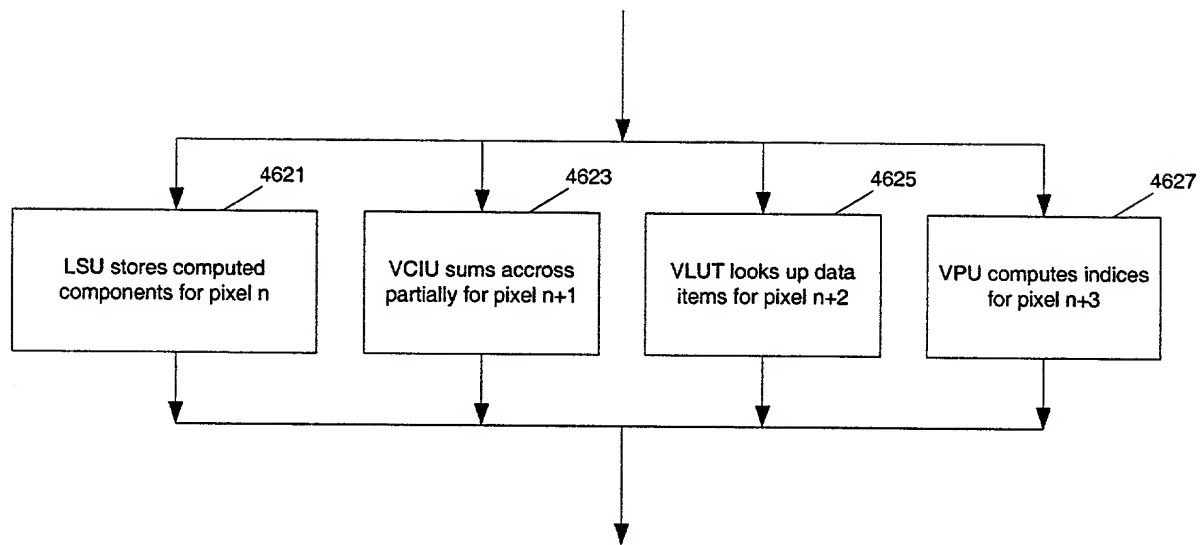 4621
4623
4625
4627
LSU stores computed
components for pixel n
VCIU sums accross
partially for pixel n+1
VLUT looks up data
items for pixel n+2
VPU computes indices
for pixel n+3